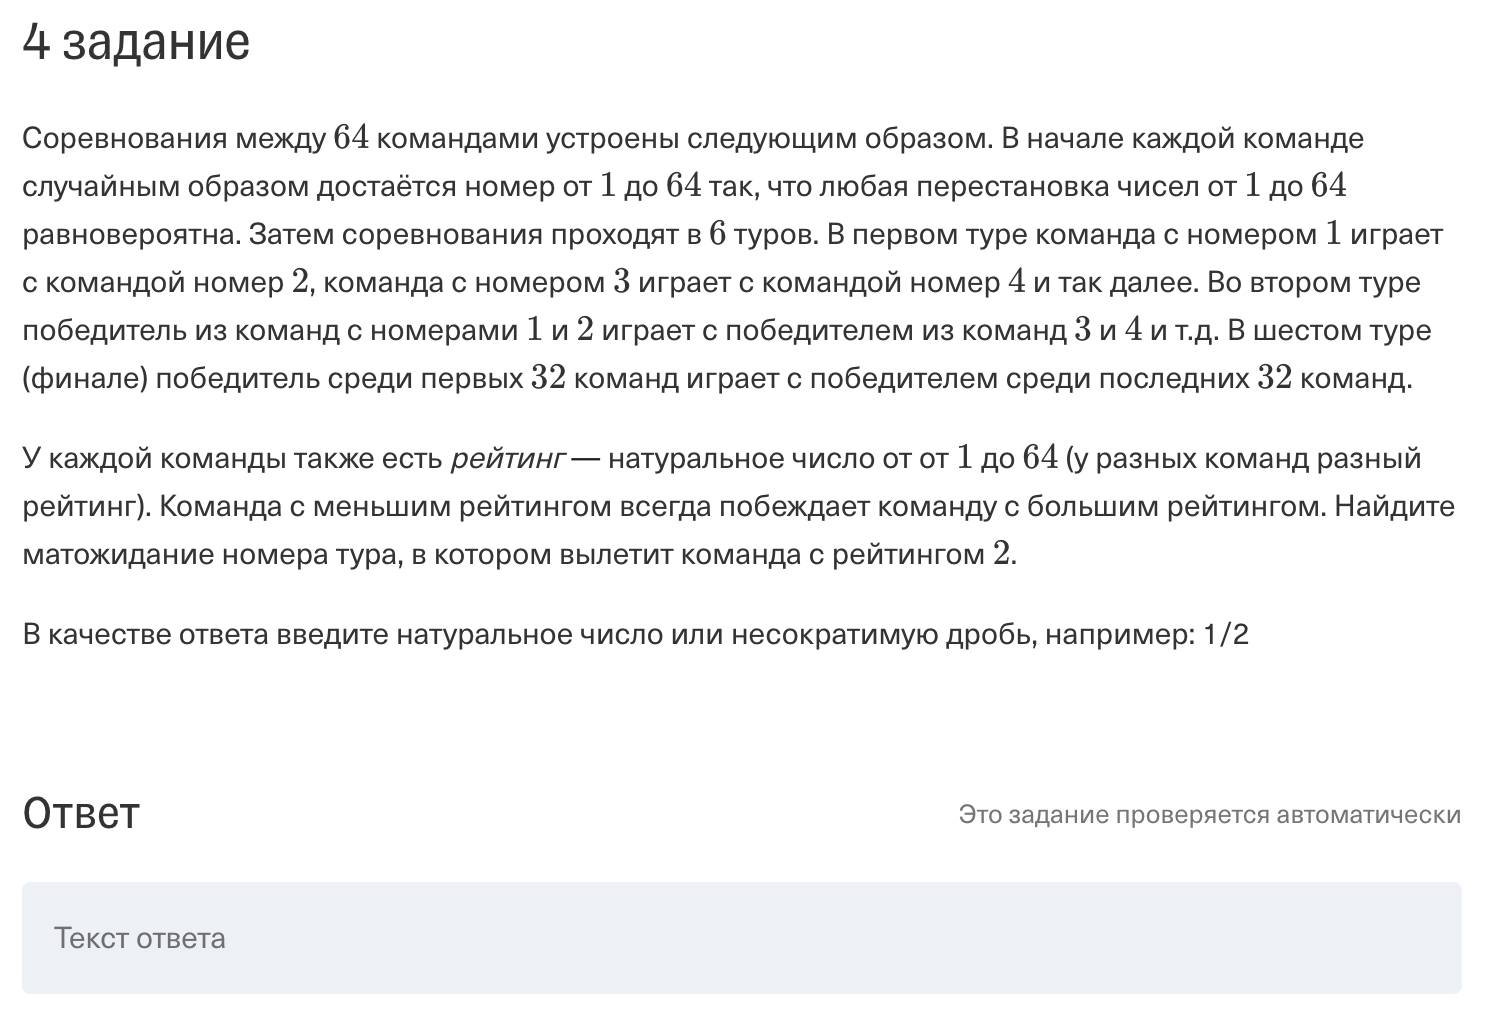 4 задание
Соревнования между 64 командами устроены следующим образом. В начале каждой команде
случайным образом достаётся номер от 1 до 64 так, что любая перестановка чисел от 1 до 64
равновероятна. Затем соревнования проходят в 6 туров. В первом туре команда с номером 1 играет
с командой номер 2, команда с номером 3 играет с командой номер 4 и так далее. Во втором туре
победитель из команд с номерами 1 и 2 играет с победителем из команд 3 и 4 и т.д. В шестом туре
(финале) победитель среди первых 32 команд играет с победителем среди последних 32 команд.
У каждой команды также есть рейтинг — натуральное число от от 1 до 64 (у разных команд разный
рейтинг). Команда с меньшим рейтингом всегда побеждает команду с большим рейтингом. Найдите
матожидание номера тура, в котором вылетит команда с рейтингом 2.
В качестве ответа введите натуральное число или несократимую дробь, например: 1/2
Ответ
Это задание проверяется автоматически
Текст ответа